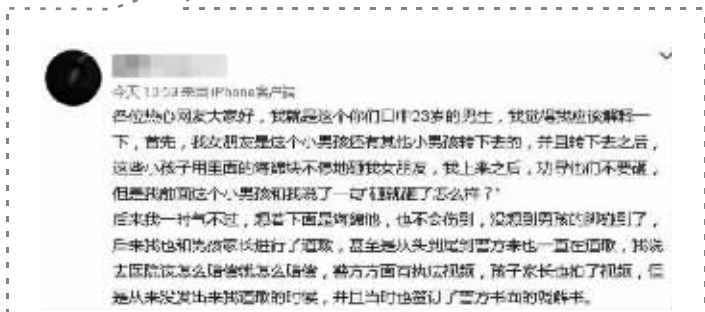 今天 10:03 来自iPhone客户端
各位热心网友大家好，我就是这个你们口中23岁的男生，我觉得我应该解释一
下，首先，我女朋友是这个小男孩还有其他小男孩转下去的，并且转下去之后，
这些小孩子用里面的海绵块不停地砸我女朋友，我上来之后，劝导他们不要砸，
但是我前面这个小男孩和我说了一句“砸就砸了怎么样？”
后来我一时气不过，想着下面是海绵池，也不会伤到，没想到男孩的脚碰到了，
后来我也和男孩家长进行了道歉，甚至是从头到尾到警方来也一直在道歉，我说
去医院该怎么赔偿就怎么赔偿，警方方面有执法视频，孩子家长也拍了视频，但
是从来没发出来我道歉的时候，并且当时也签订了警方书面的谅解书。